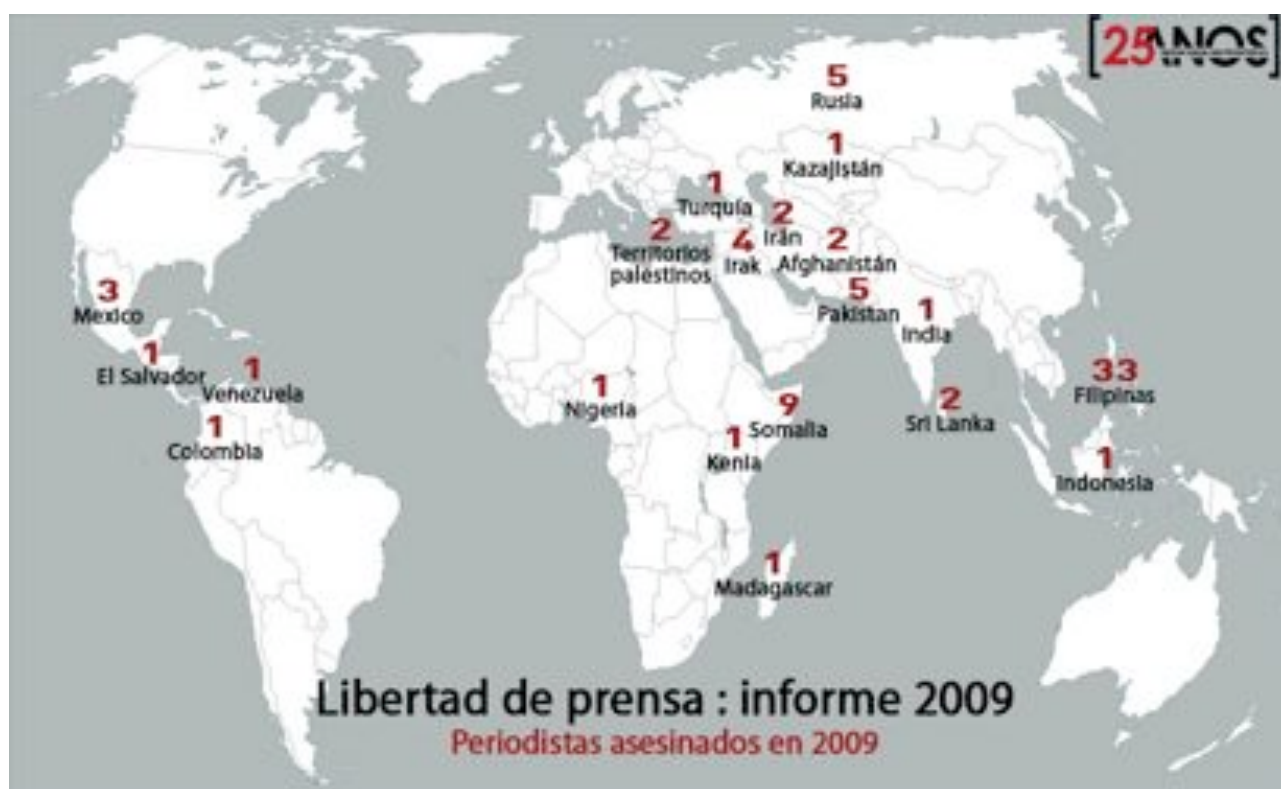 [25 AÑOS]
5
Rusia
1
Kazajistán
1
Turquía
2
Irán
2
Territorios
paléstinos
4
Irak
2
Afghanistán
3
Mexico
5
Pakistan
1
India
1
El Salvador
1
Venezuela
33
Filipinas
1
Nigeria
9
Somalia
2
Sri Lanka
1
Colombia
1
Kenia
1
Indonesia
1
Madagascar
Libertad de prensa : informe 2009
Periodistas asesinados en 2009